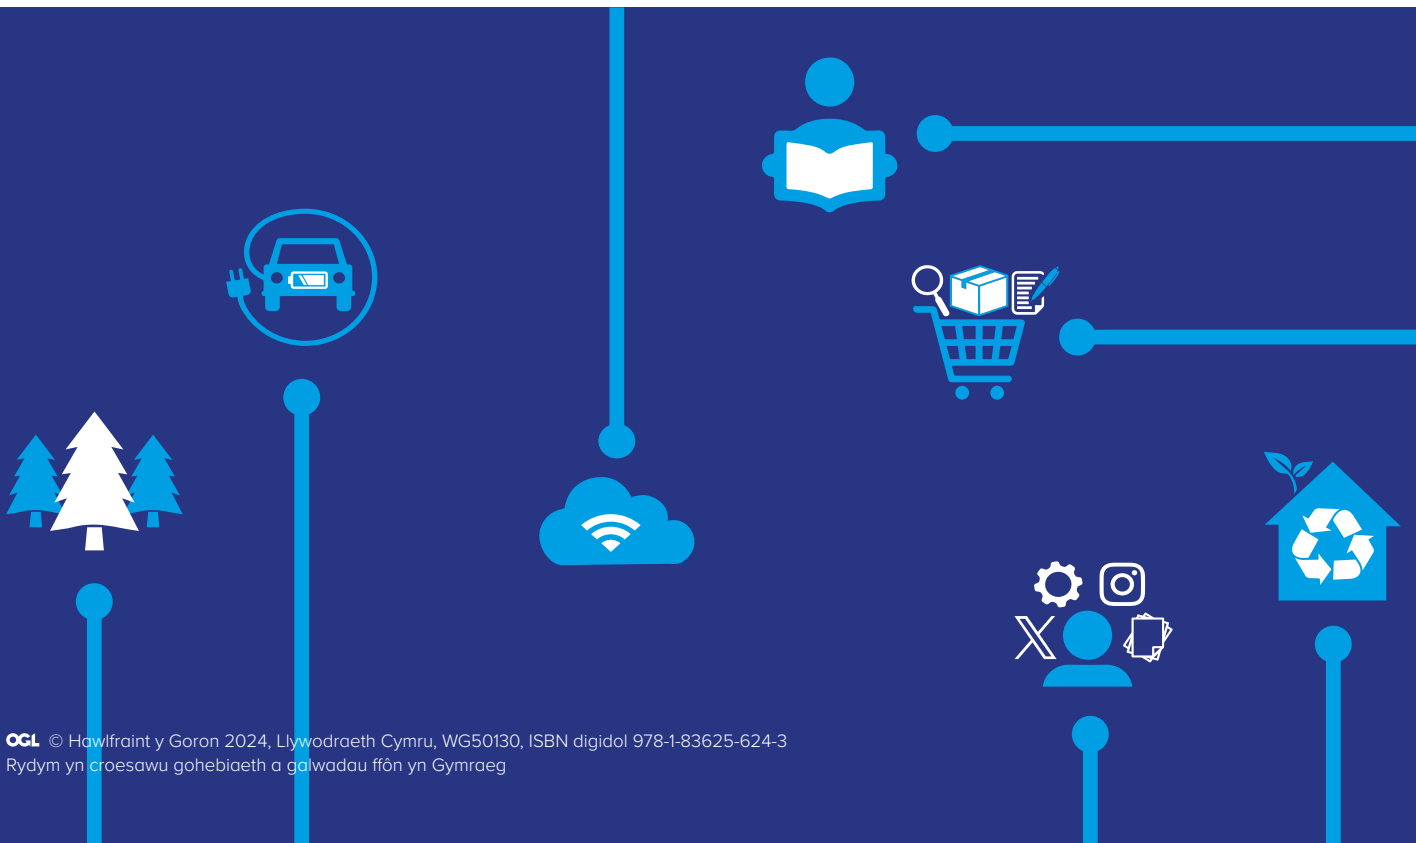 OGL © Hawlfraint y Goron 2024, Llywodraeth Cymru, WG50130, ISBN digidol 978-1-83625-624-3
Rydym yn croesawu gohebiaeth a galwadau ffôn yn Gymraeg